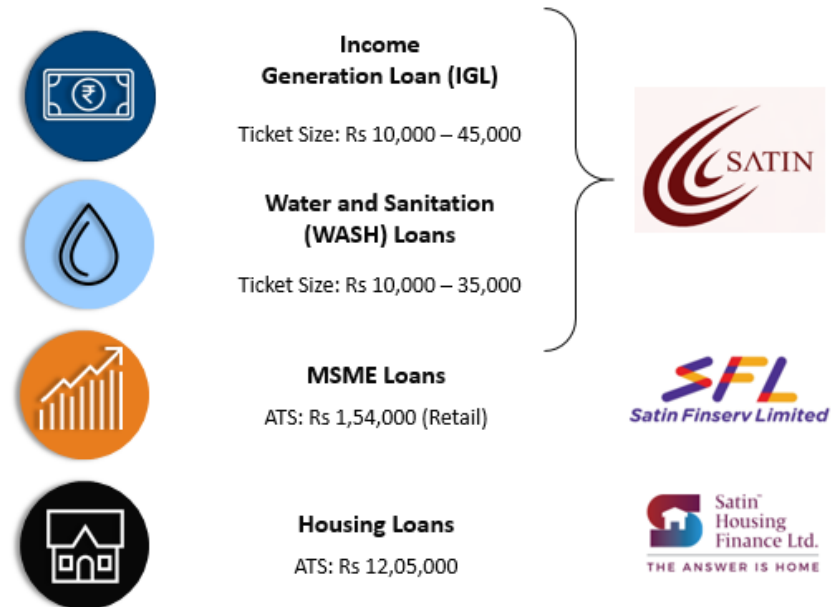 ₹
Income
Generation Loan (IGL)
Ticket Size: Rs 10,000 – 45,000
SATIN
Water and Sanitation
(WASH) Loans
Ticket Size: Rs 10,000 – 35,000
MSME Loans
ATS: Rs 1,54,000 (Retail)
SFL
Satin Finserv Limited
Housing Loans
ATS: Rs 12,05,000
Satin™
Housing
Finance Ltd.
THE ANSWER IS HOME